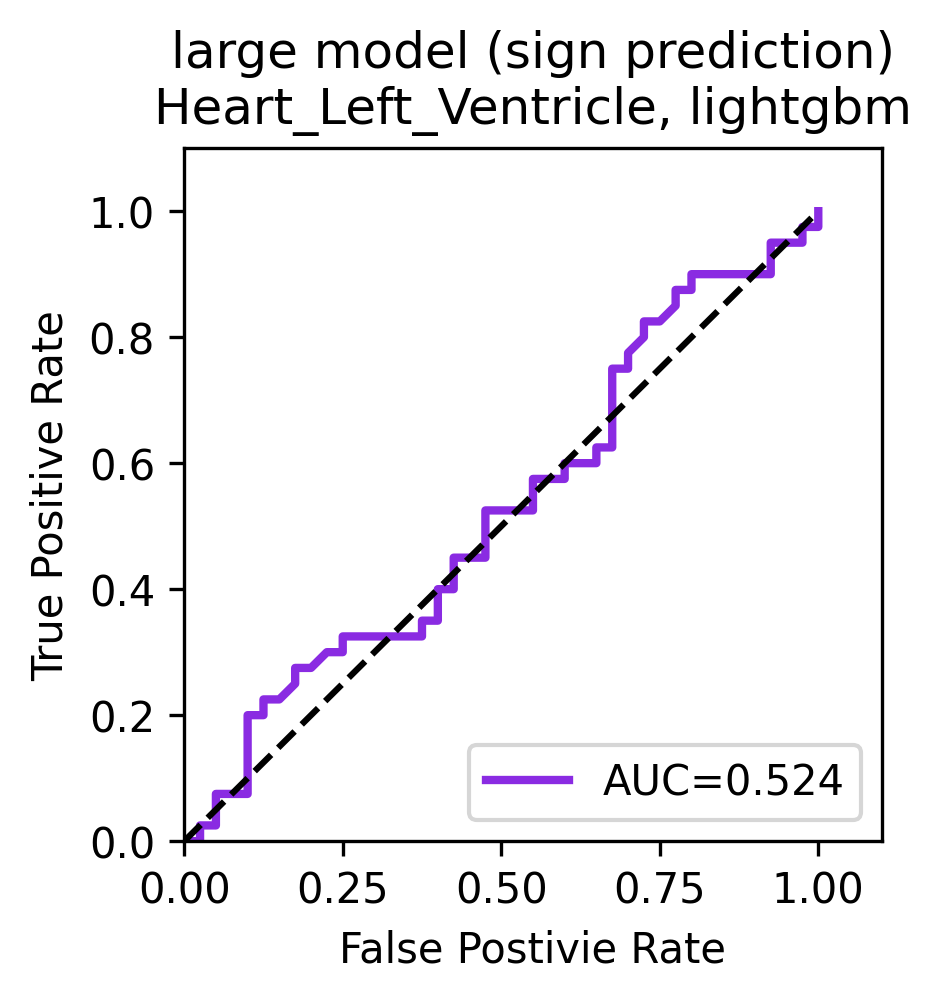 large model (sign prediction)
Heart_Left_Ventricle, lightgbm
1.0
0.8
0.6
0.4
0.2
0.0
True Positive Rate
AUC=0.524
0.00 0.25 0.50 0.75 1.00
False Postivie Rate